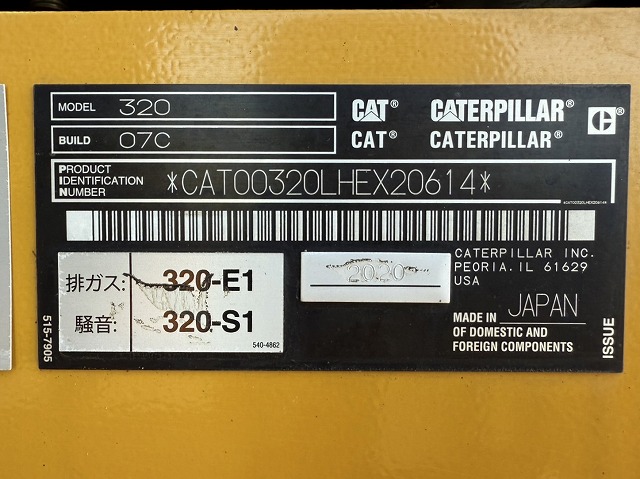 MODEL 320
CAT® CATERPILLAR®
BUILD 07C
CAT® CATERPILLAR®
PRODUCT IDENTIFICATION NUMBER
*CAT00320LHEX20614*
*CAT00320LHEX20614*
排ガス: 320-E1
騒音: 320-S1
540-4862
2020
CATERPILLAR INC.
PEORIA. IL 61629
USA
MADE IN JAPAN
OF DOMESTIC AND
FOREIGN COMPONENTS
515-7905
ISSUE